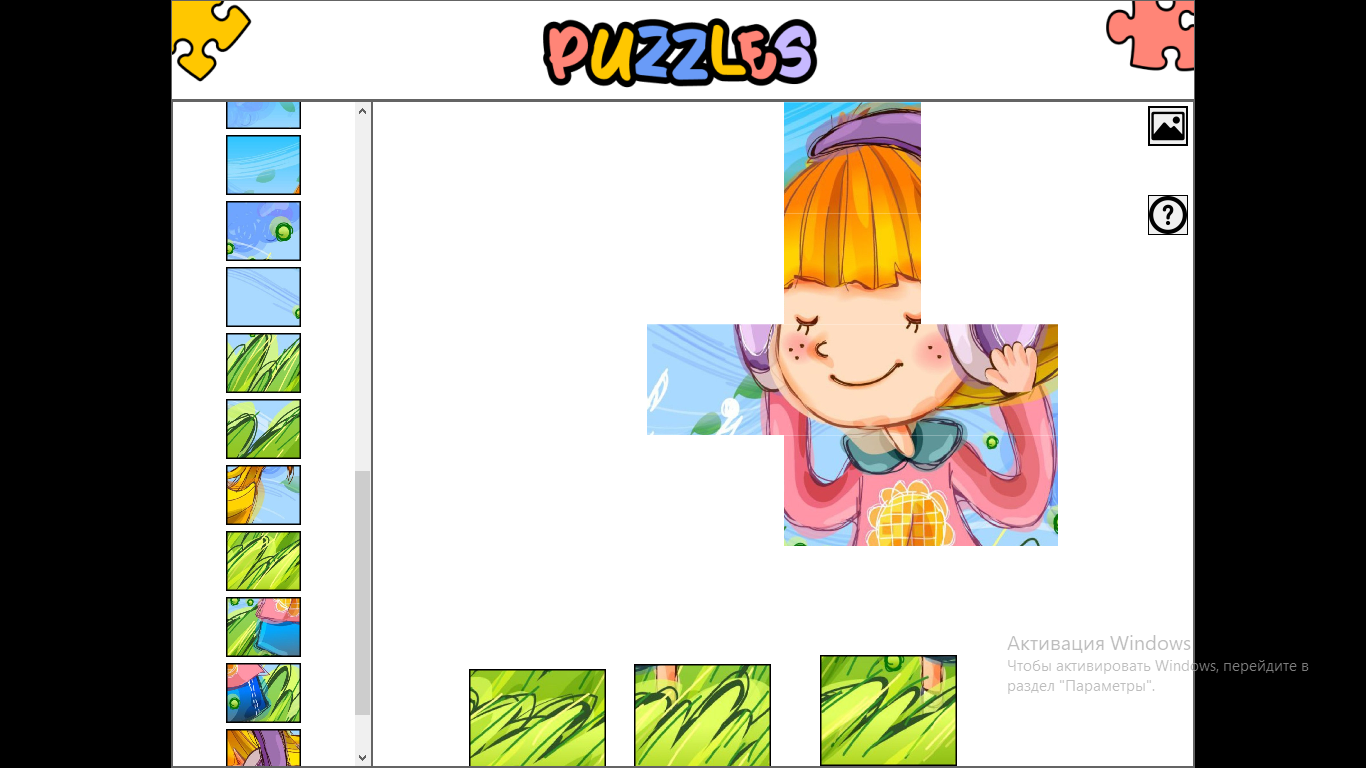 PUZZLES
?
Активация Windows
Чтобы активировать Windows, перейдите в
раздел "Параметры".